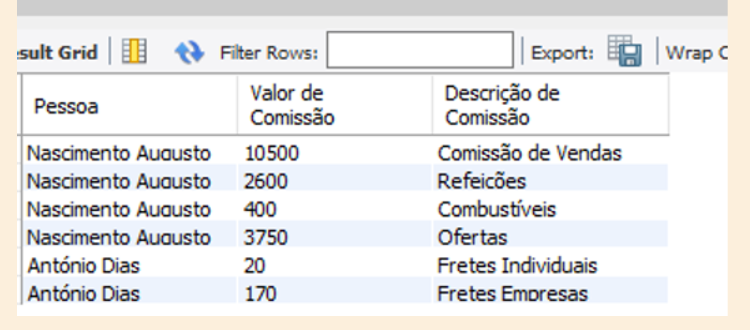 sult Grid Filter Rows: Export: Wrap C
Pessoa Valor de Comissão Descrição de Comissão
Nascimento Augusto 10500 Comissão de Vendas
Nascimento Augusto 2600 Refeições
Nascimento Augusto 400 Combustíveis
Nascimento Augusto 3750 Ofertas
António Dias 20 Fretes Individuais
António Dias 170 Fretes Empresas